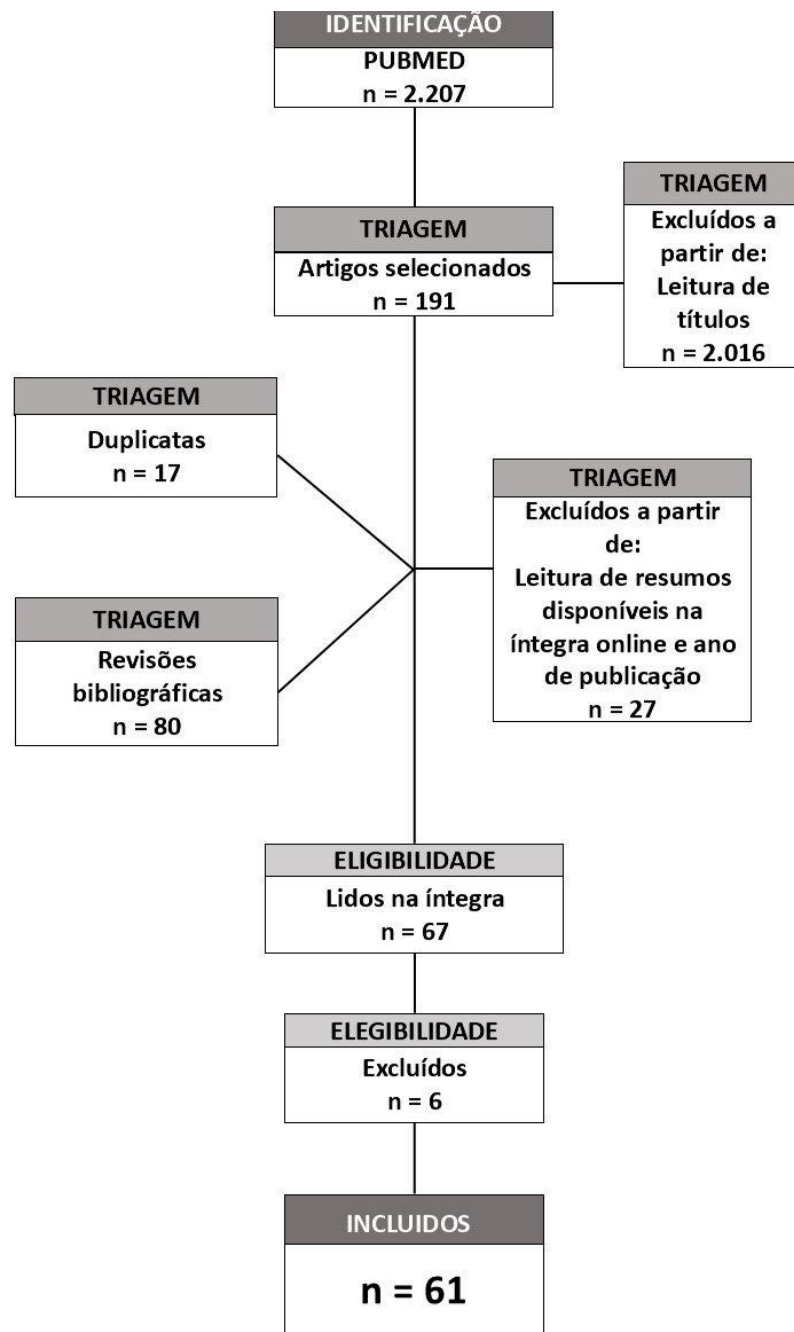 IDENTIFICAÇÃO
PUBMED
n = 2.207
TRIAGEM
Artigos selecionados
n = 191
TRIAGEM
Excluídos a
partir de:
Leitura de
títulos
n = 2.016
TRIAGEM
Duplicatas
n = 17
TRIAGEM
Excluídos a partir
de:
Leitura de resumos
disponíveis na
íntegra online e ano
de publicação
n = 27
TRIAGEM
Revisões
bibliográficas
n = 80
ELIGIBILIDADE
Lidos na íntegra
n = 67
ELEGIBILIDADE
Excluídos
n = 6
INCLUIDOS
n = 61